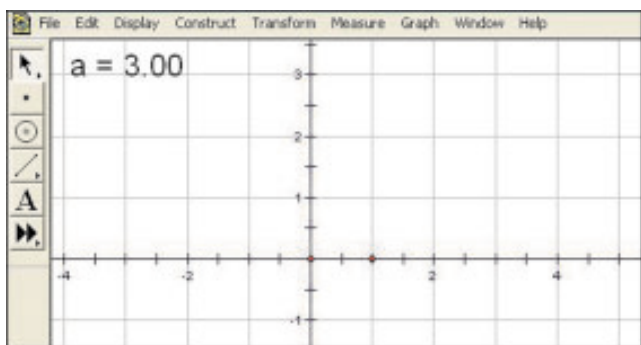 File Edit Display Construct Transform Measure Graph Window Help
a = 3.00
3
2
1
-4 -2 2 4
-1
A